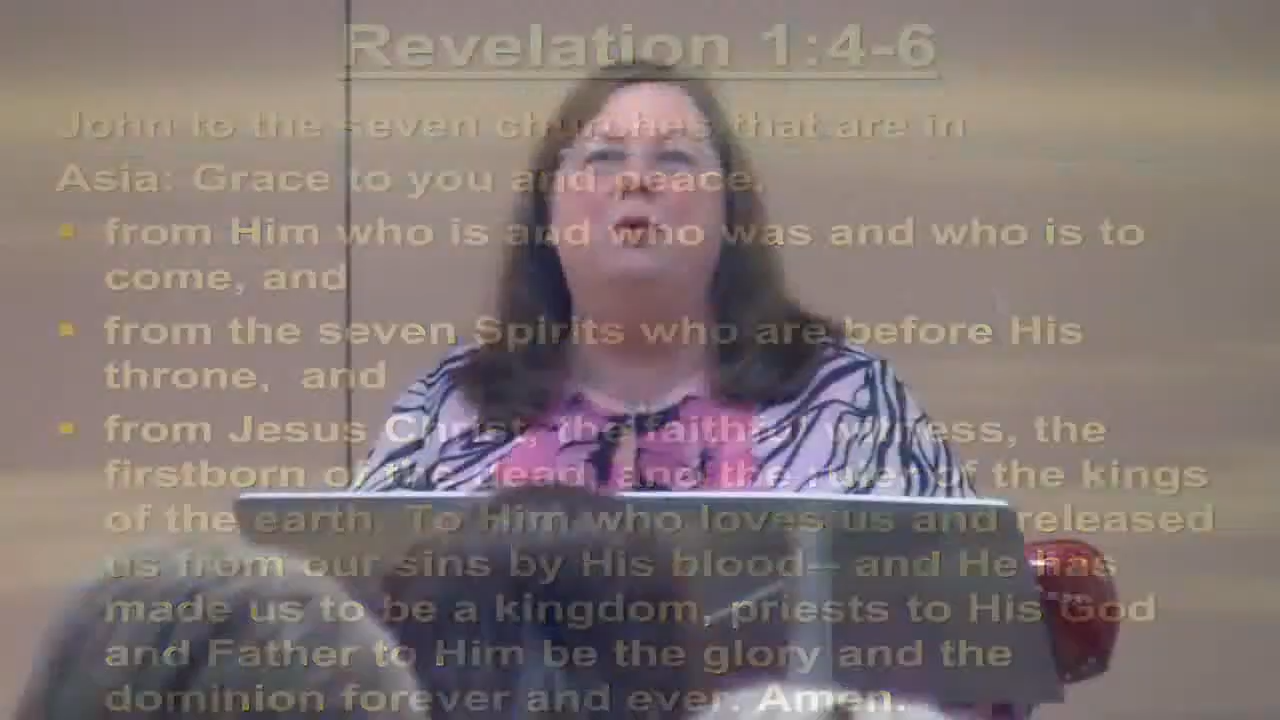 Revelation 1:4-6
John to the seven churches that are in
Asia: Grace to you and peace,
from Him who is and who was and who is to
come, and
from the seven Spirits who are before His
throne, and
from Jesus Christ, the faithful witness, the
firstborn of the dead, and the ruler of the kings
of the earth. To Him who loves us and released
us from our sins by His blood– and He has
made us to be a kingdom, priests to His God
and Father to Him be the glory and the
dominion forever and ever. Amen.